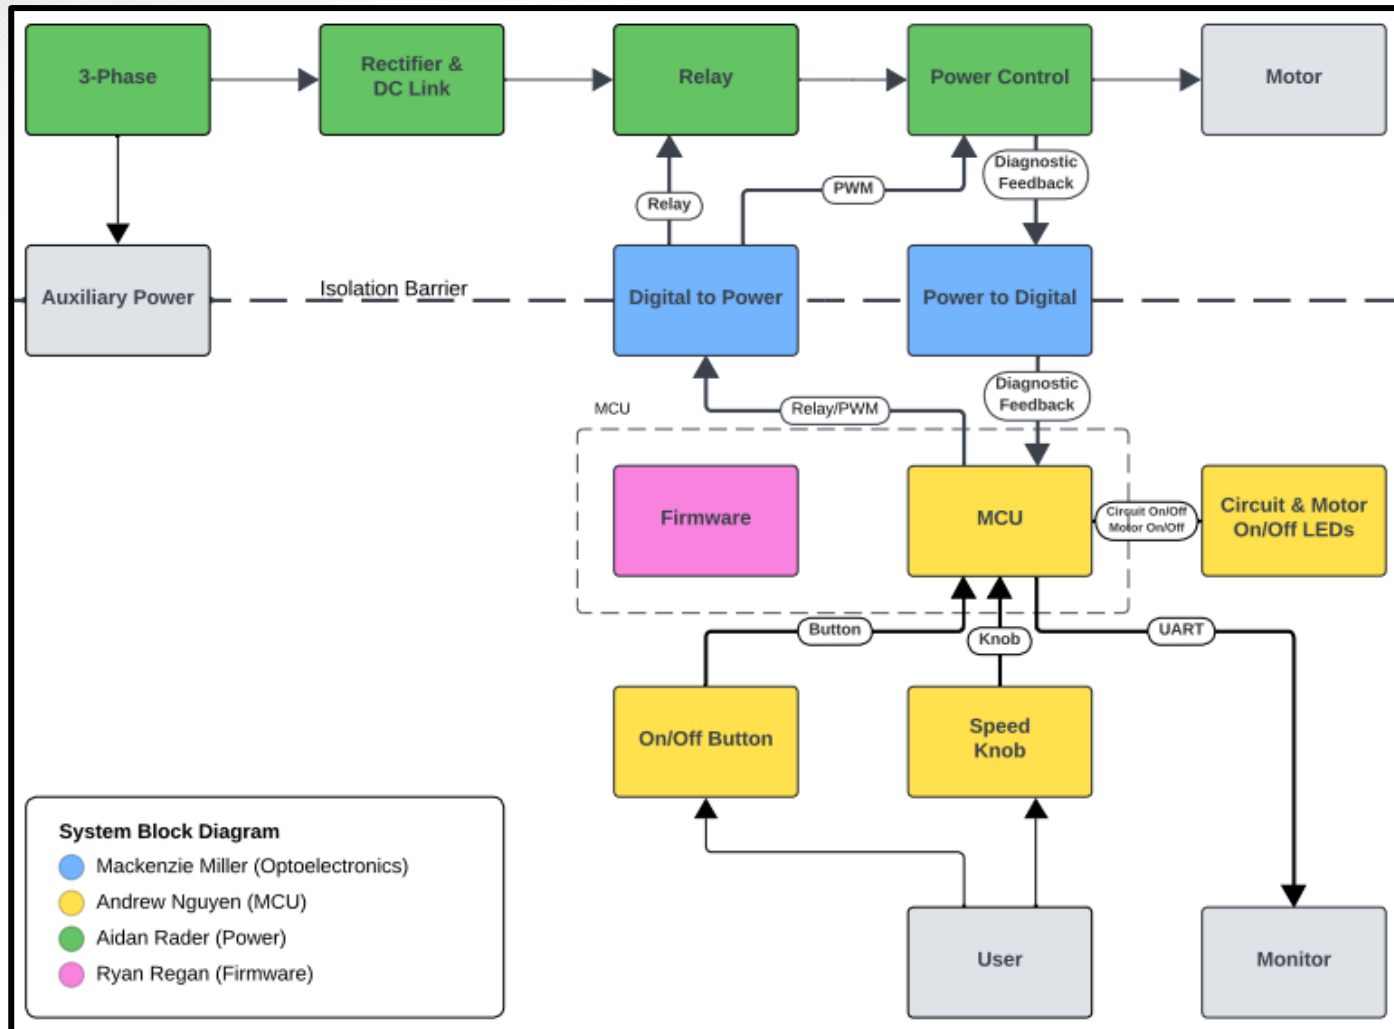 3-Phase
Rectifier &
DC Link
Relay
Power Control
Motor
Relay
PWM
Diagnostic
Feedback
Auxiliary Power
Isolation Barrier
Digital to Power
Power to Digital
MCU
Relay/PWM
Diagnostic
Feedback
Firmware
MCU
Circuit On/Off
Motor On/Off
Circuit & Motor
On/Off LEDs
Button
Knob
UART
On/Off Button
Speed
Knob
System Block Diagram
Mackenzie Miller (Optoelectronics)
Andrew Nguyen (MCU)
Aidan Rader (Power)
Ryan Regan (Firmware)
User
Monitor